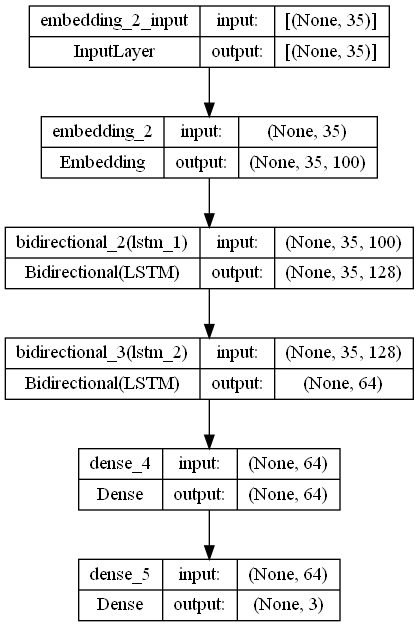 embedding_2_input input: [(None, 35)]
InputLayer output: [(None, 35)]
embedding_2 input: (None, 35)
Embedding output: (None, 35, 100)
bidirectional_2(lstm_1) input: (None, 35, 100)
Bidirectional(LSTM) output: (None, 35, 128)
bidirectional_3(lstm_2) input: (None, 35, 128)
Bidirectional(LSTM) output: (None, 64)
dense_4 input: (None, 64)
Dense output: (None, 64)
dense_5 input: (None, 64)
Dense output: (None, 3)